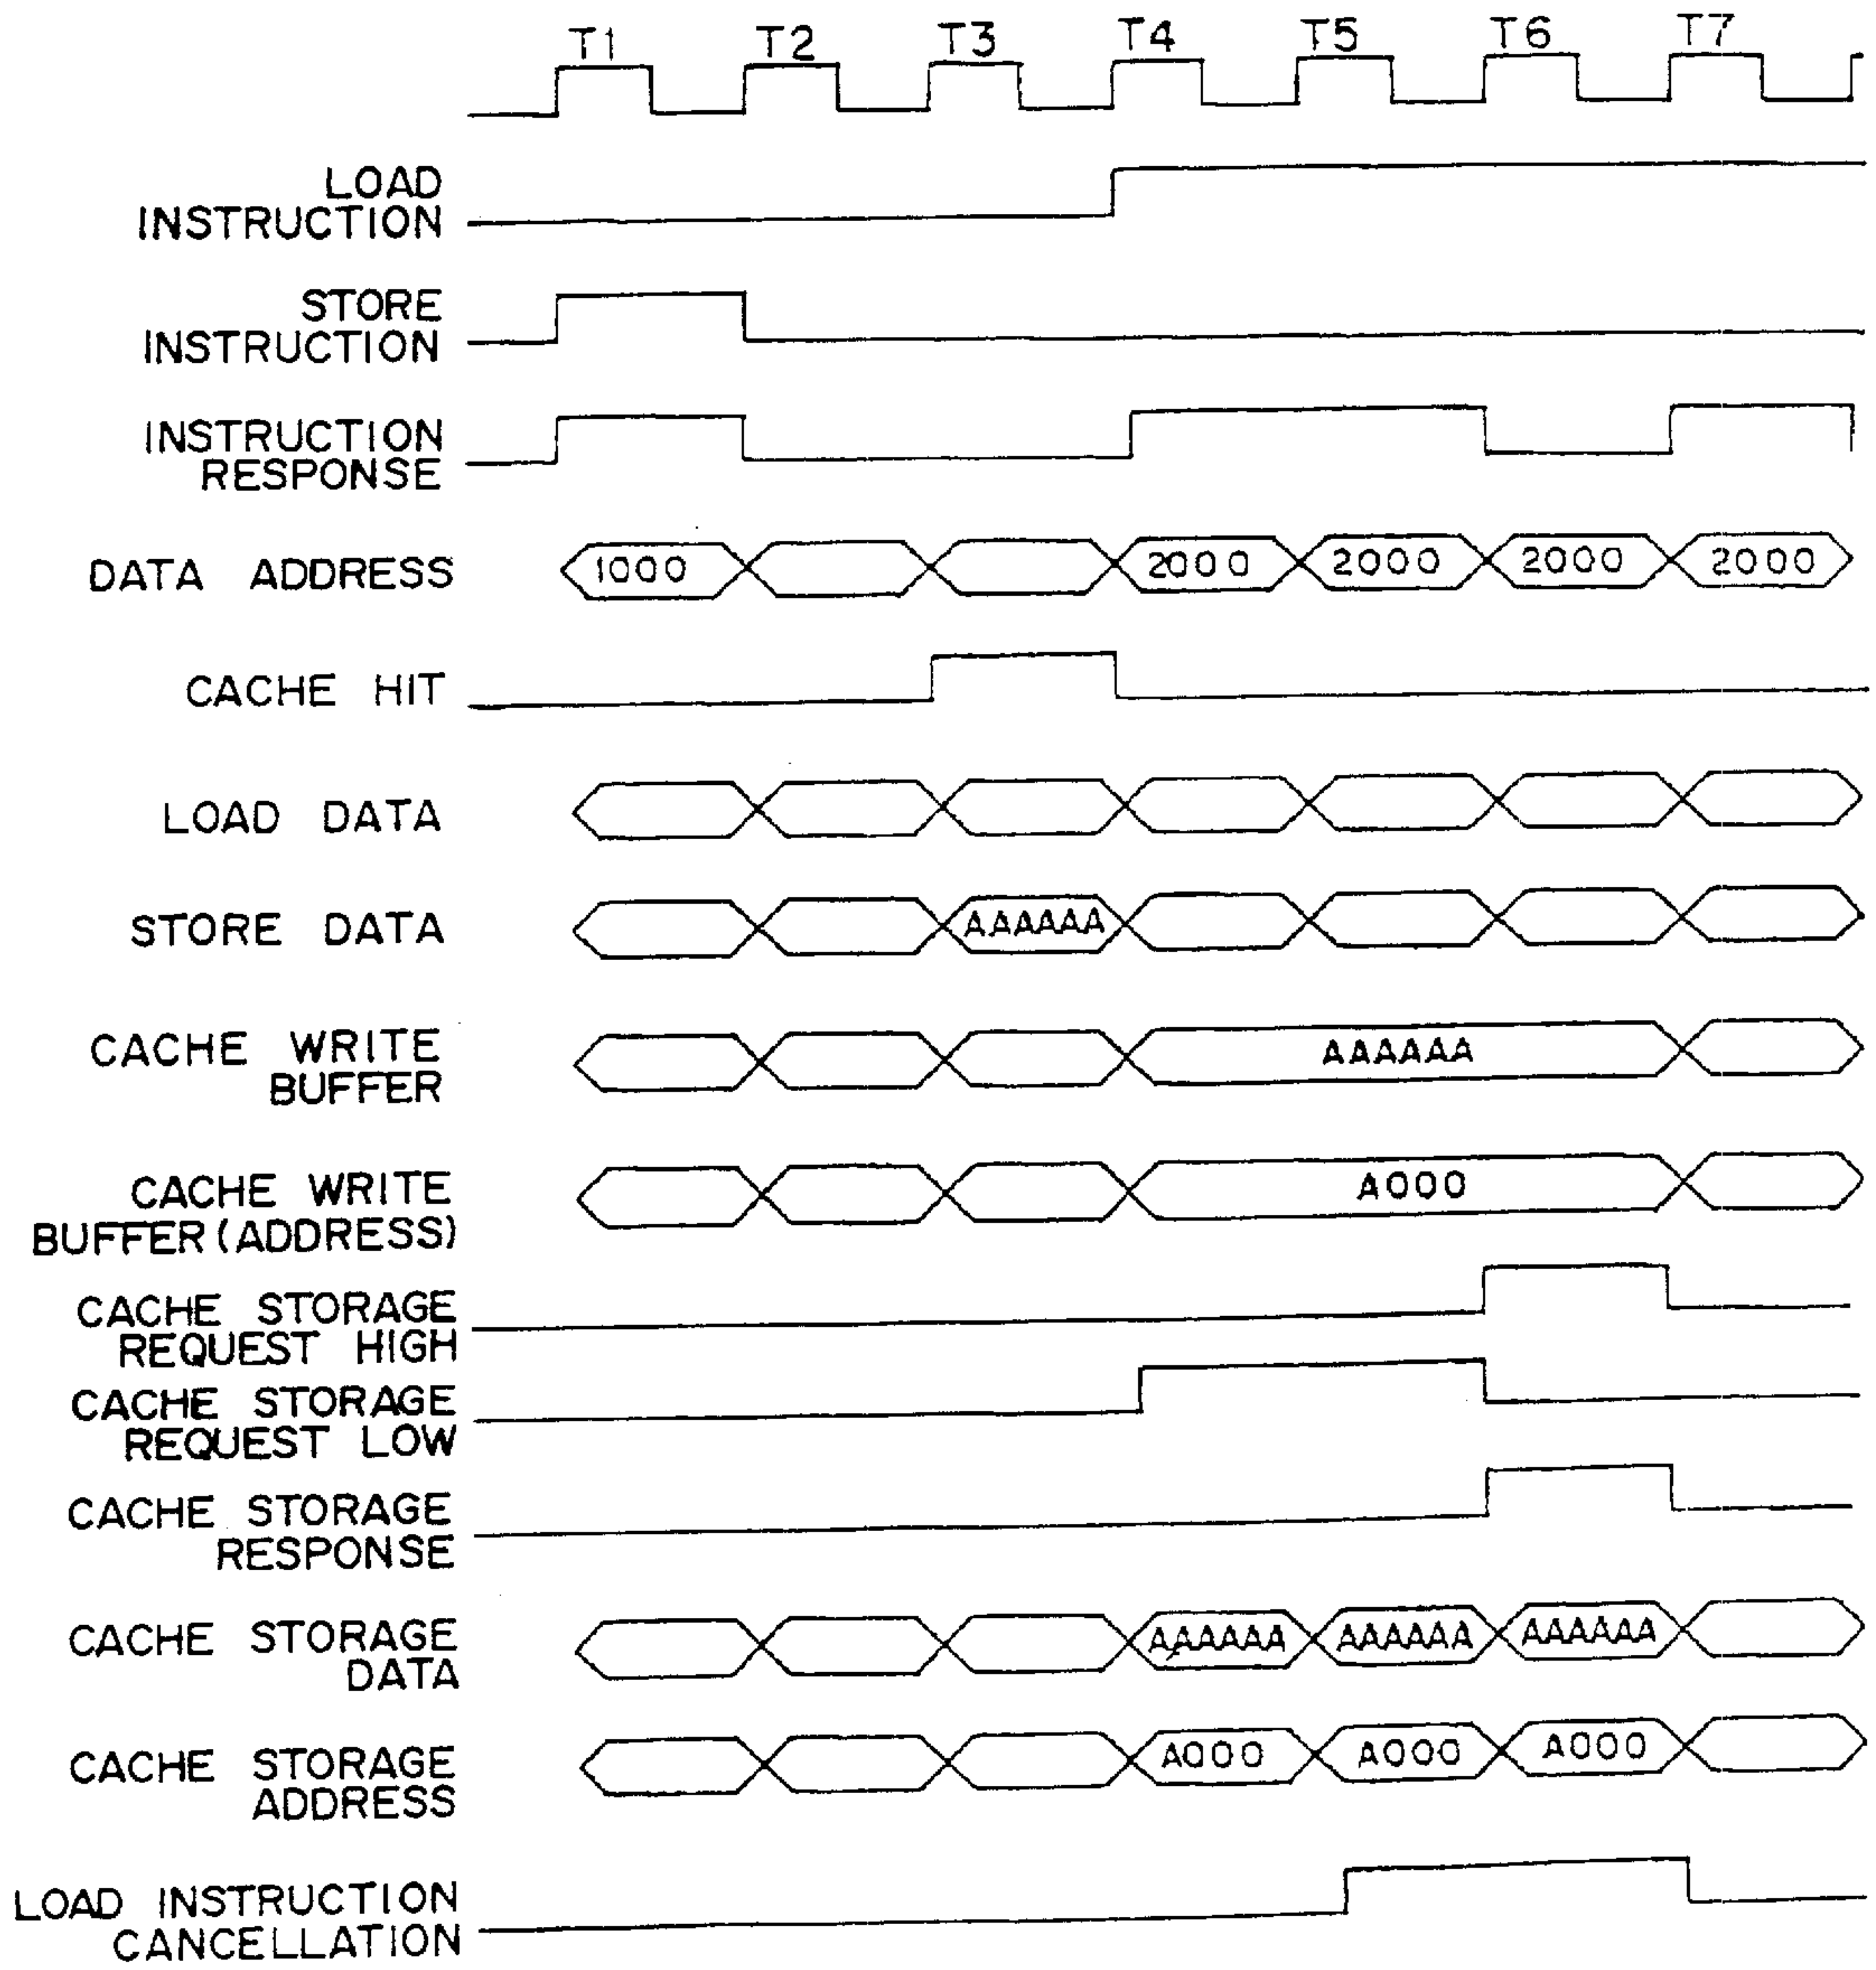 T1 T2 T3 T4 T5 T6 T7
LOAD
INSTRUCTION
STORE
INSTRUCTION
INSTRUCTION
RESPONSE
DATA ADDRESS 1000 2000 2000 2000 2000
CACHE HIT
LOAD DATA
STORE DATA AAAAAA
CACHE WRITE
BUFFER
AAAAAA
CACHE WRITE
BUFFER(ADDRESS)
A000
CACHE STORAGE
REQUEST HIGH
CACHE STORAGE
REQUEST LOW
CACHE STORAGE
RESPONSE
CACHE STORAGE
DATA
AAAAAA AAAAAA AAAAAA
CACHE STORAGE
ADDRESS
A000 A000 A000
LOAD INSTRUCTION
CANCELLATION